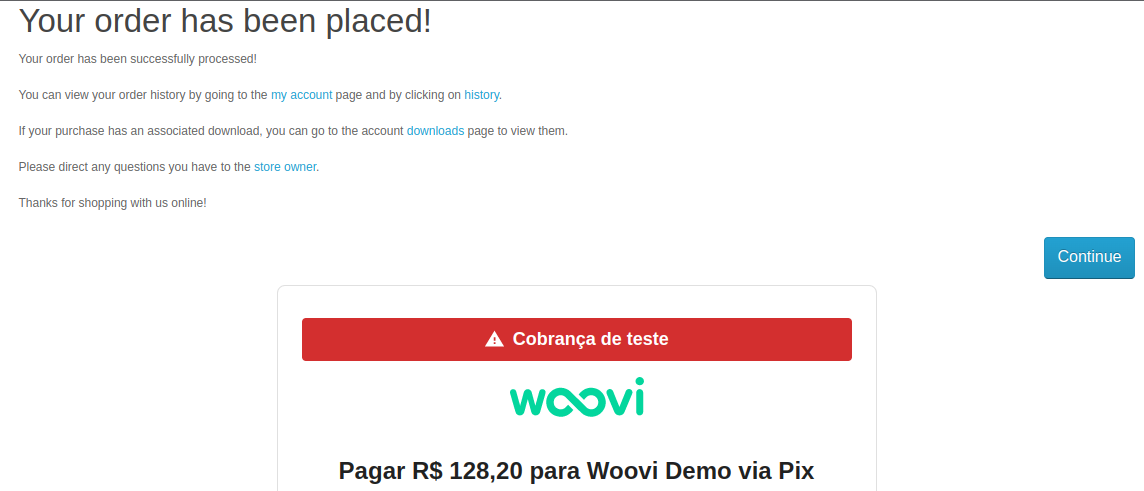 Your order has been placed!
Your order has been successfully processed!
You can view your order history by going to the my account page and by clicking on history.
If your purchase has an associated download, you can go to the account downloads page to view them.
Please direct any questions you have to the store owner.
Thanks for shopping with us online!
Continue
Cobrança de teste
woovi
Pagar R$ 128,20 para Woovi Demo via Pix